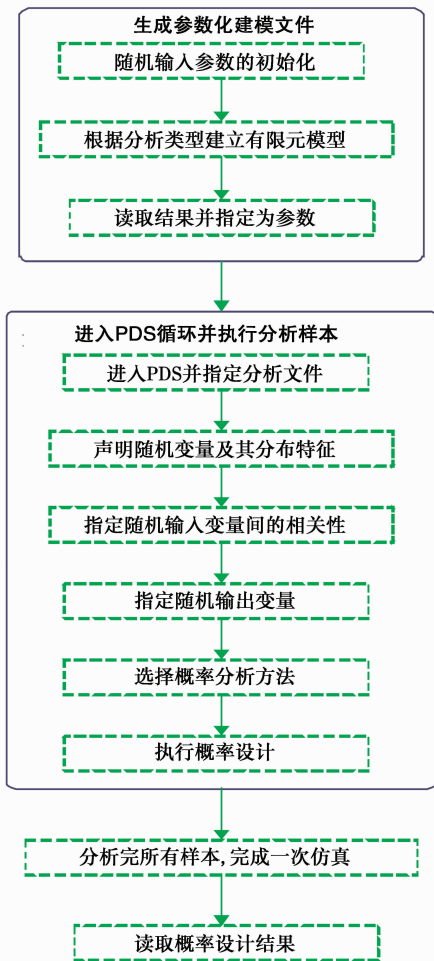 生成参数化建模文件
随机输入参数的初始化
根据分析类型建立有限元模型
读取结果并指定为参数
进入PDS循环并执行分析样本
进入PDS并指定分析文件
声明随机变量及其分布特征
指定随机输入变量间的相关性
指定随机输出变量
选择概率分析方法
执行概率设计
分析完所有样本,完成一次仿真
读取概率设计结果